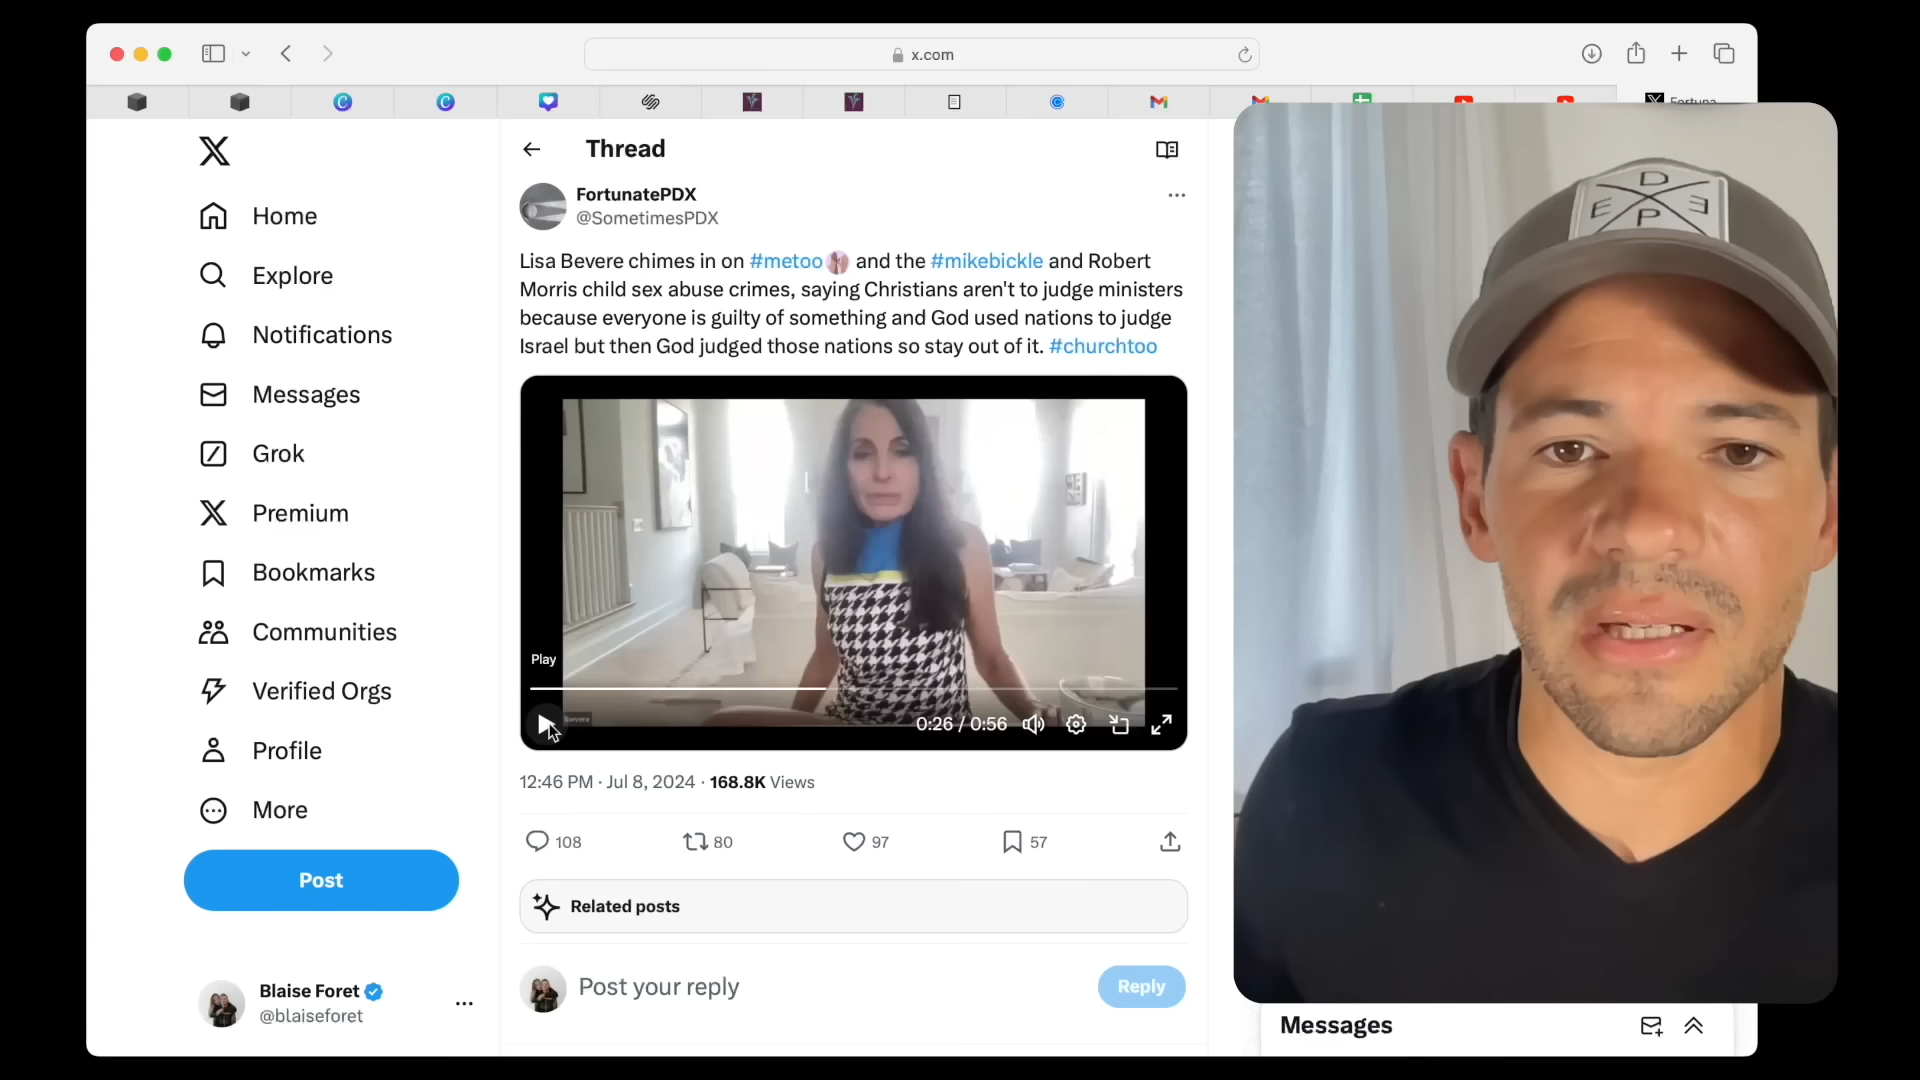 x.com
Fortuna
Thread
Home
Explore
Notifications
Messages
Grok
Premium
Bookmarks
Communities
Verified Orgs
Profile
More
Post
Blaise Foret
@blaiseforet
FortunatePDX
@SometimesPDX
Lisa Bevere chimes in on #metoo and the #mikebickle and Robert
Morris child sex abuse crimes, saying Christians aren't to judge ministers
because everyone is guilty of something and God used nations to judge
Israel but then God judged those nations so stay out of it. #churchtoo
Play
0:26 / 0:56
12:46 PM · Jul 8, 2024 · 168.8K Views
108 80 97 57
Related posts
Post your reply
Reply
D
E E
P
Messages